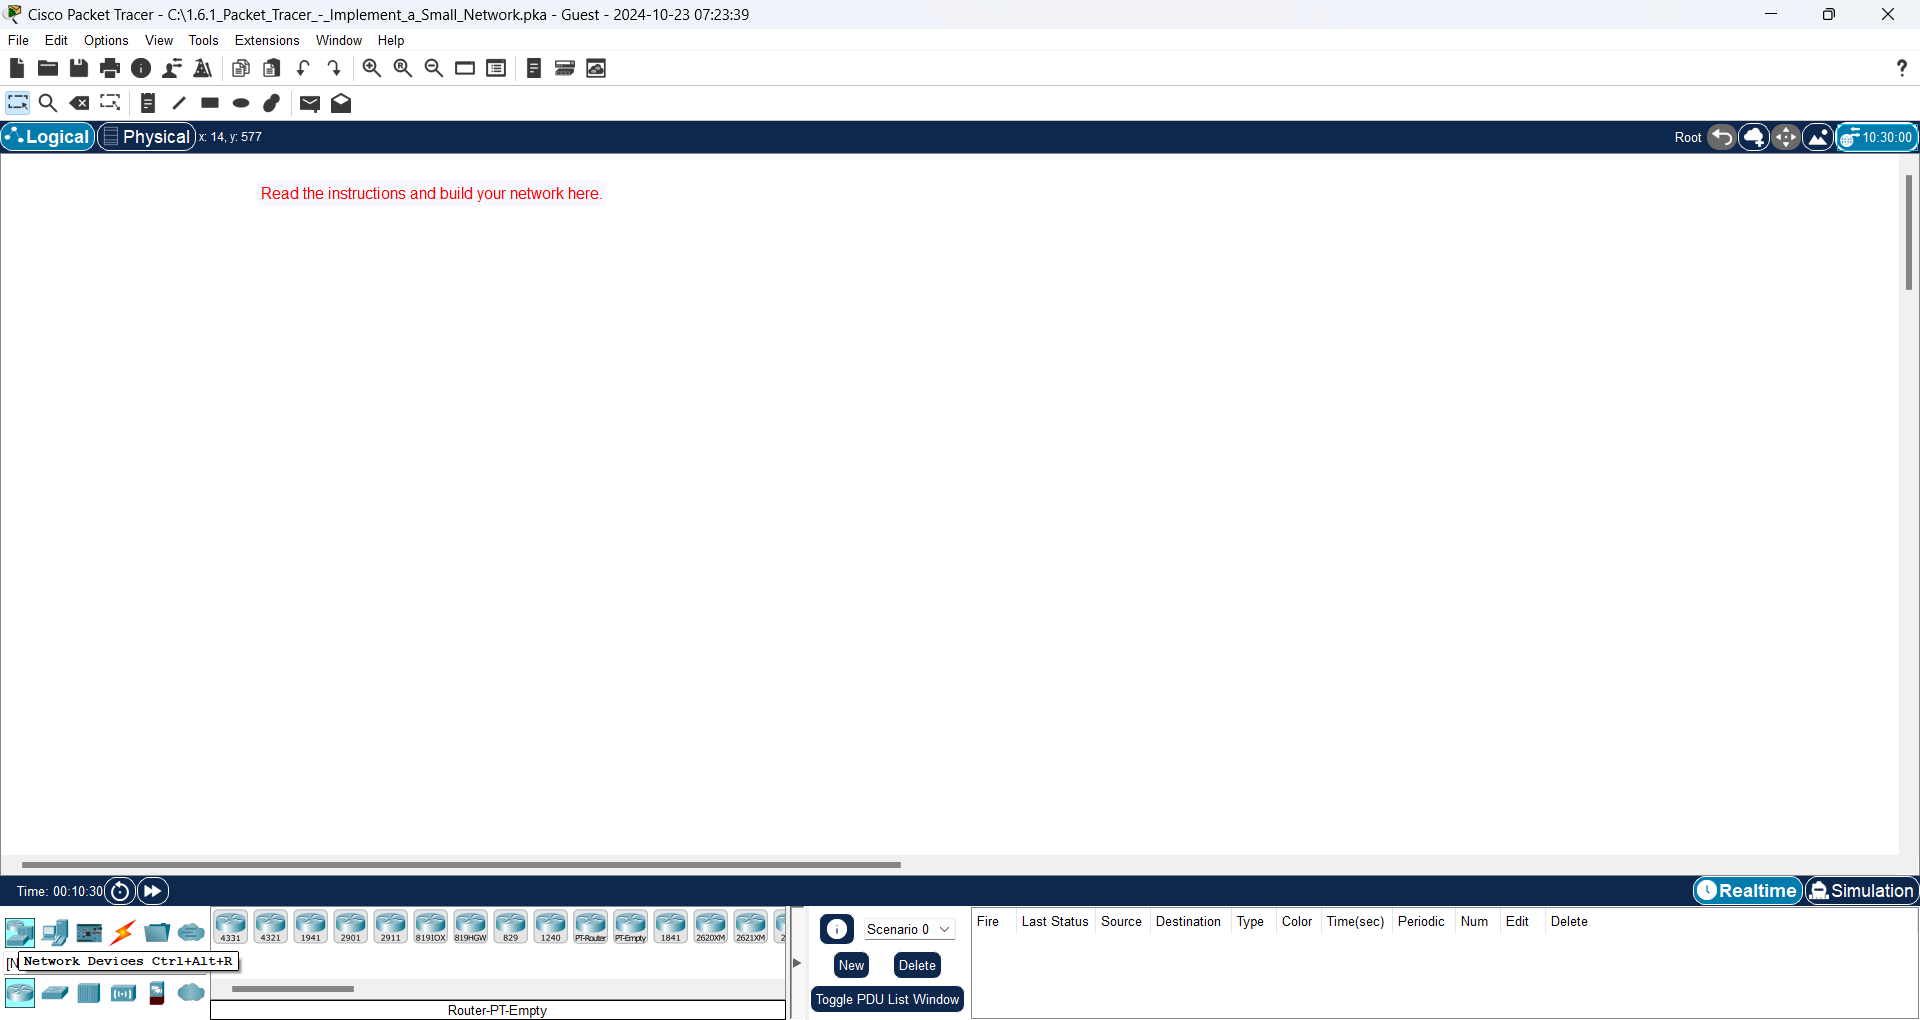 Cisco Packet Tracer - C:\1.6.1_Packet_Tracer_-_Implement_a_Small_Network.pka - Guest - 2024-10-23 07:23:39
File Edit Options View Tools Extensions Window Help
?
Logical Physical x: 14, y: 577 Root 10:30:00
Read the instructions and build your network here.
Time: 00:10:30 Realtime Simulation
4331 4321 1941 2901 2911 819IOX 819HGW 829 1240 PT-Router PT-Empty 1841 2620XM 2621XM 2
[N
Network Devices Ctrl+Alt+R
Router-PT-Empty
Scenario 0
New Delete
Toggle PDU List Window
Fire Last Status Source Destination Type Color Time(sec) Periodic Num Edit Delete